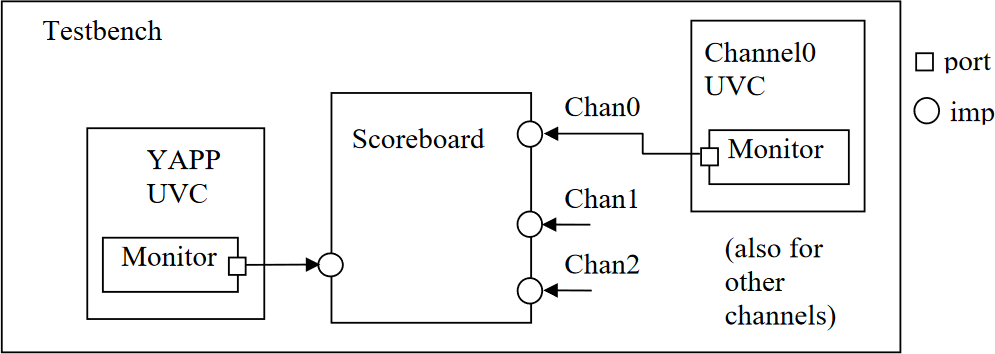 Testbench
YAPP
UVC
Monitor
Scoreboard
Chan0
Chan1
Chan2
Channel0
UVC
Monitor
(also for
other
channels)
port
imp